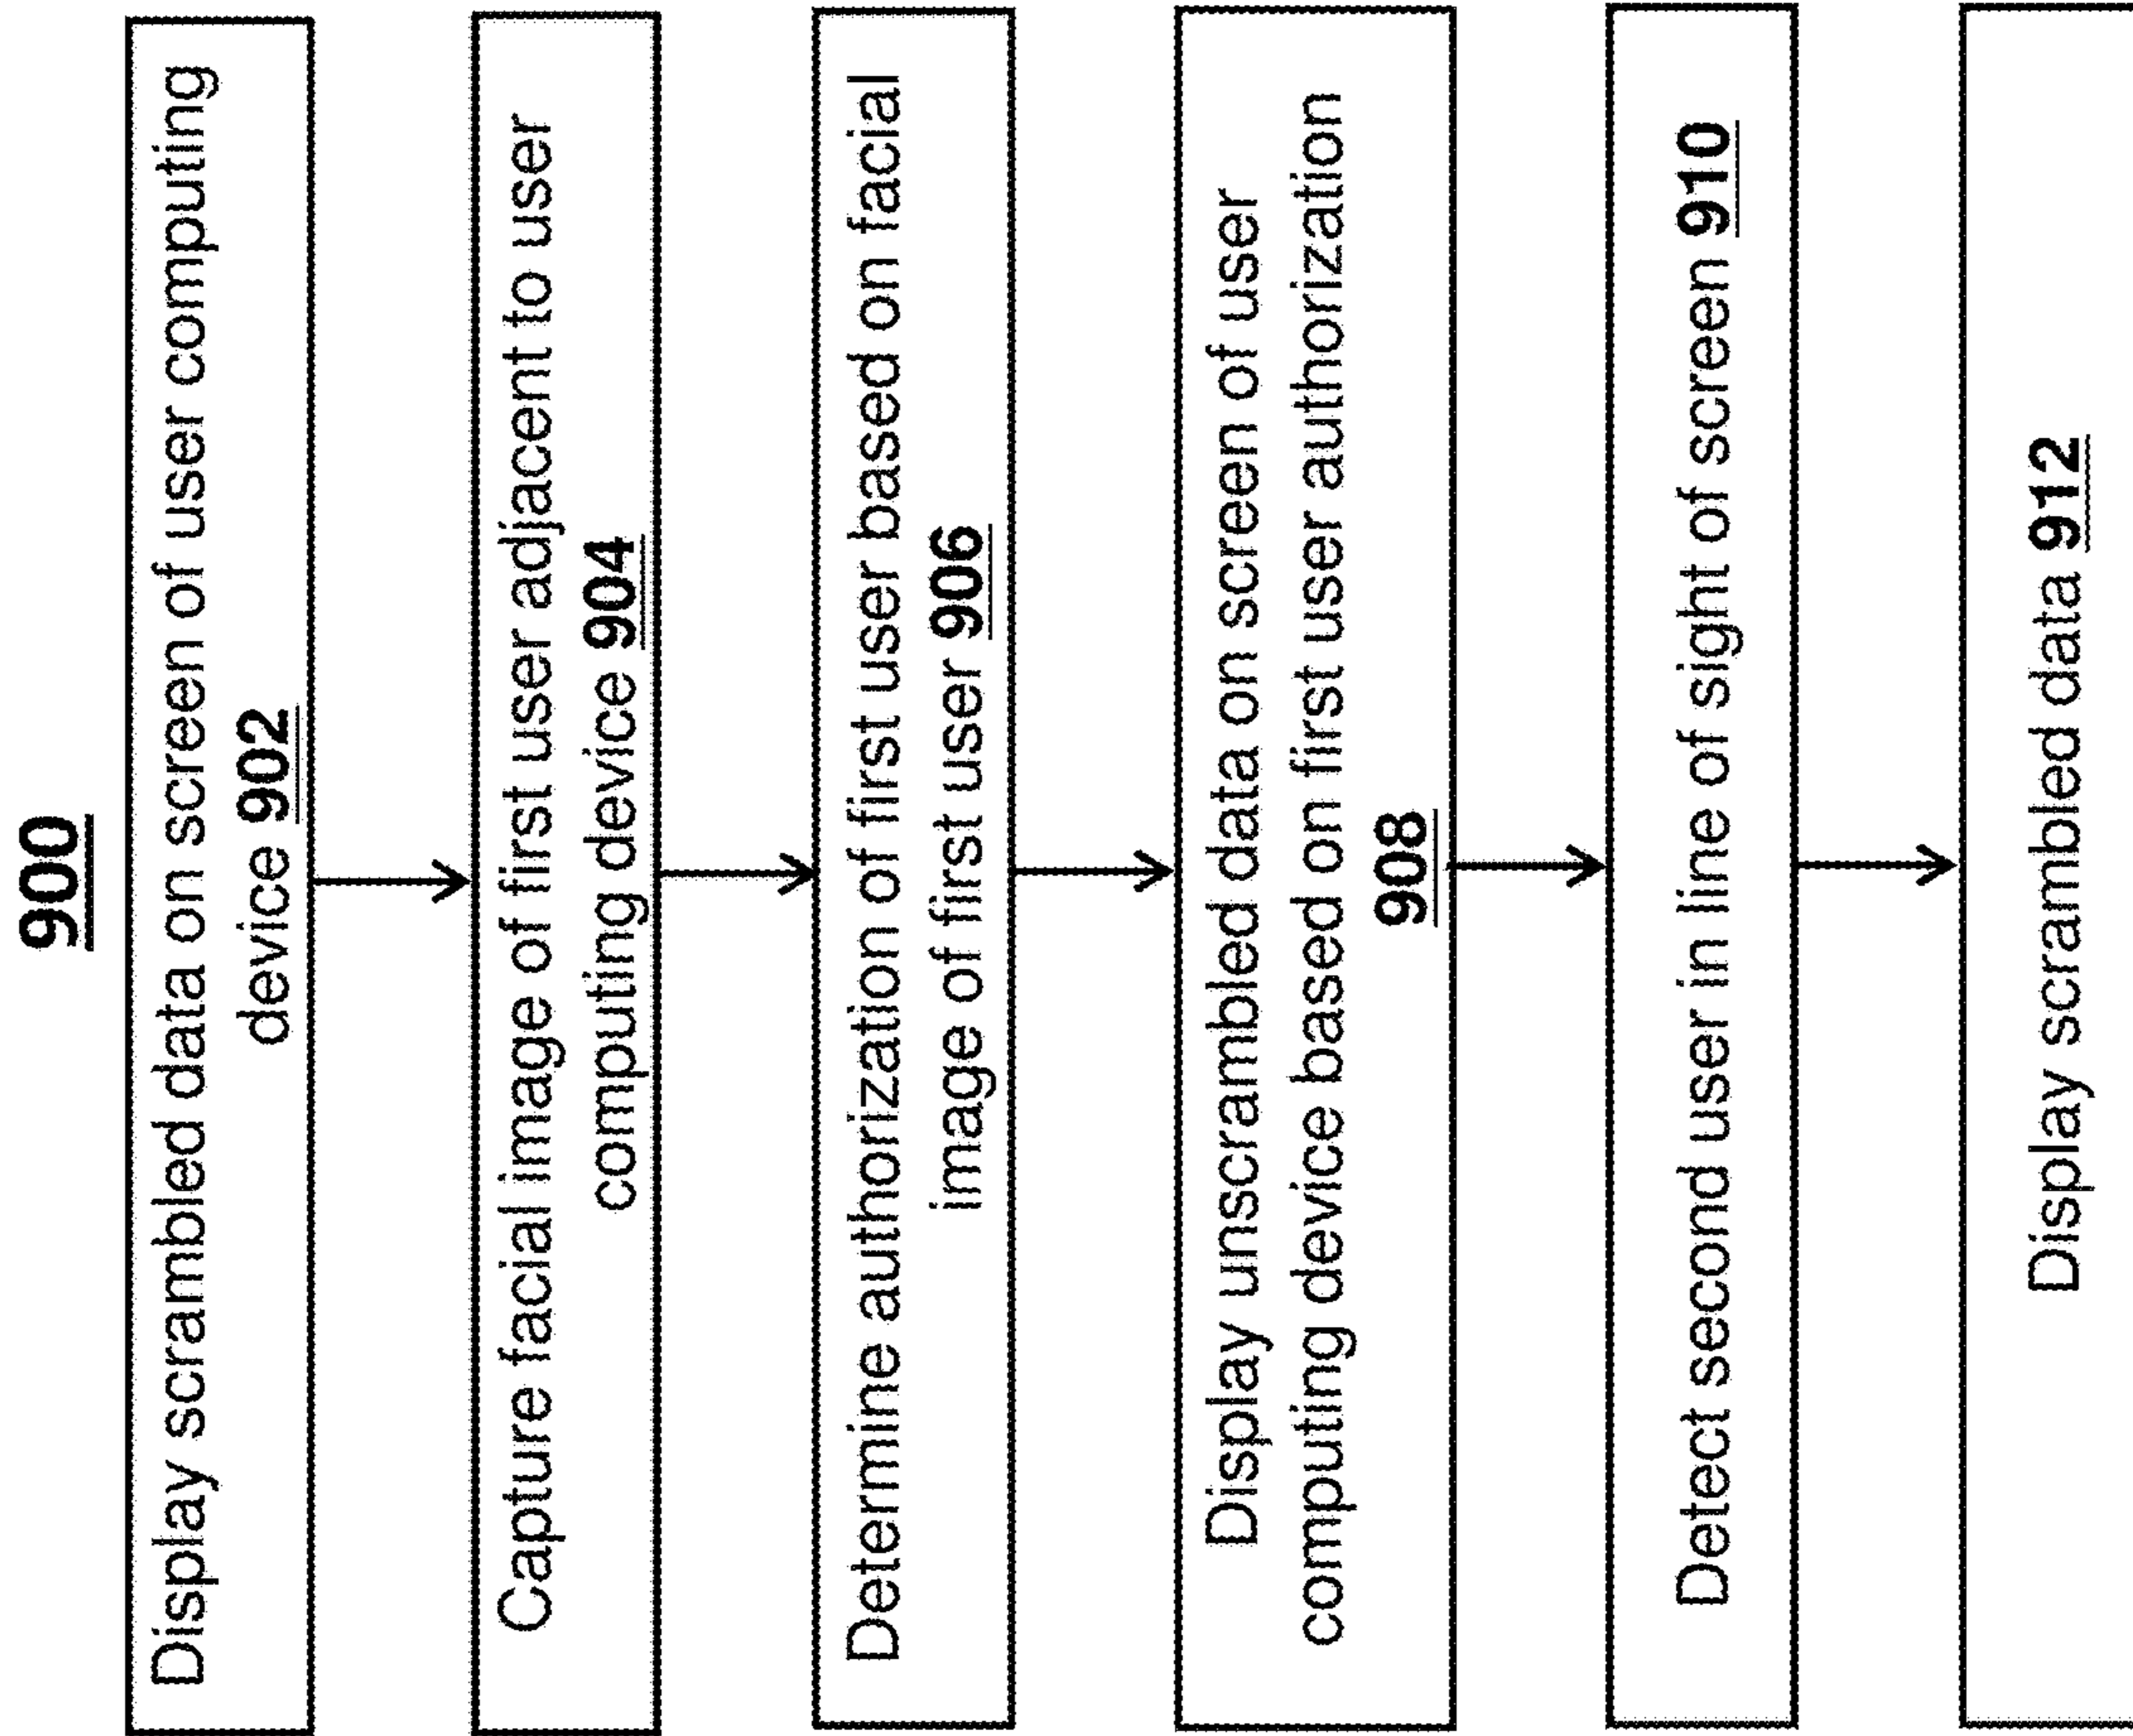 900
Display scrambled data on screen of user computing
device 902
Capture facial image of first user adjacent to user
computing device 904
Determine authorization of first user based on facial
image of first user 906
Display unscrambled data on screen of user
computing device based on first user authorization
908
Detect second user in line of sight of screen 910
Display scrambled data 912